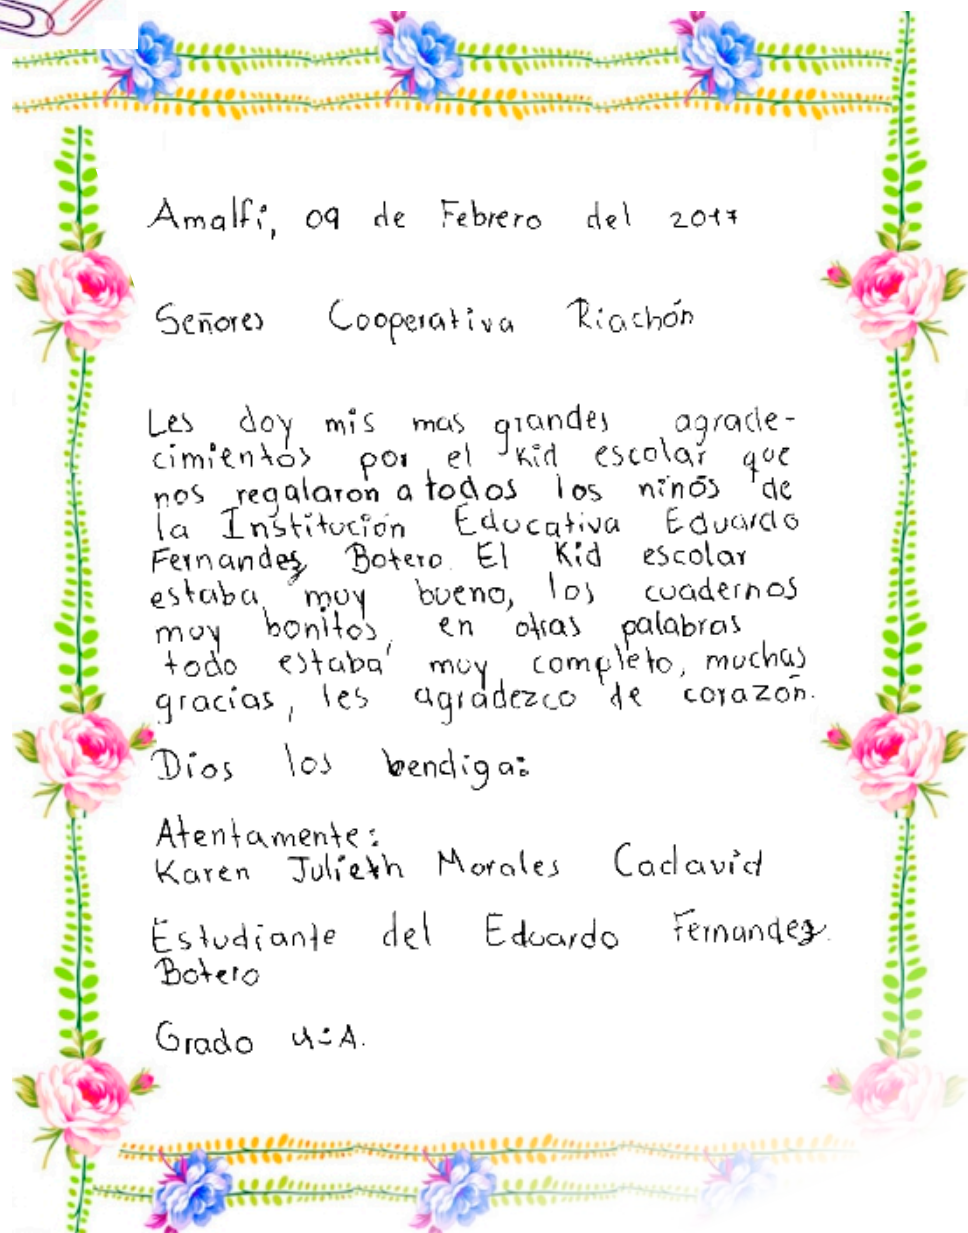 Amalfi, 09 de Febrero del 2017
Señores Cooperativa Riachón
Les doy mis mas grandes agrade-
cimientos por el Kid escolar que
nos regalaron a todos los niños de
la Institución Educativa Eduardo
Fernandez Botero. El Kid escolar
estaba muy bueno, los cuadernos
muy bonitos, en otras palabras
todo estaba muy completo, muchas
gracias, les agradezco de corazón.
Dios los bendiga:
Atentamente:
Karen Julieth Morales Cadavid
Estudiante del Eduardo Fernandez.
Botero
Grado 4:A.